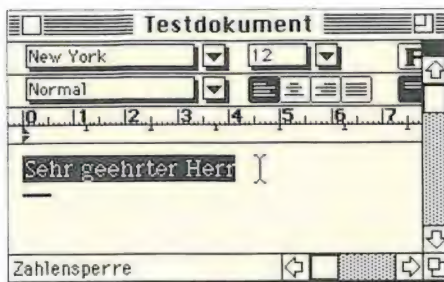 Testdokument
New York 12 F
Normal
0 1 2 3 4 5 6 7
Sehr geehrter Herr
Zahlensperre